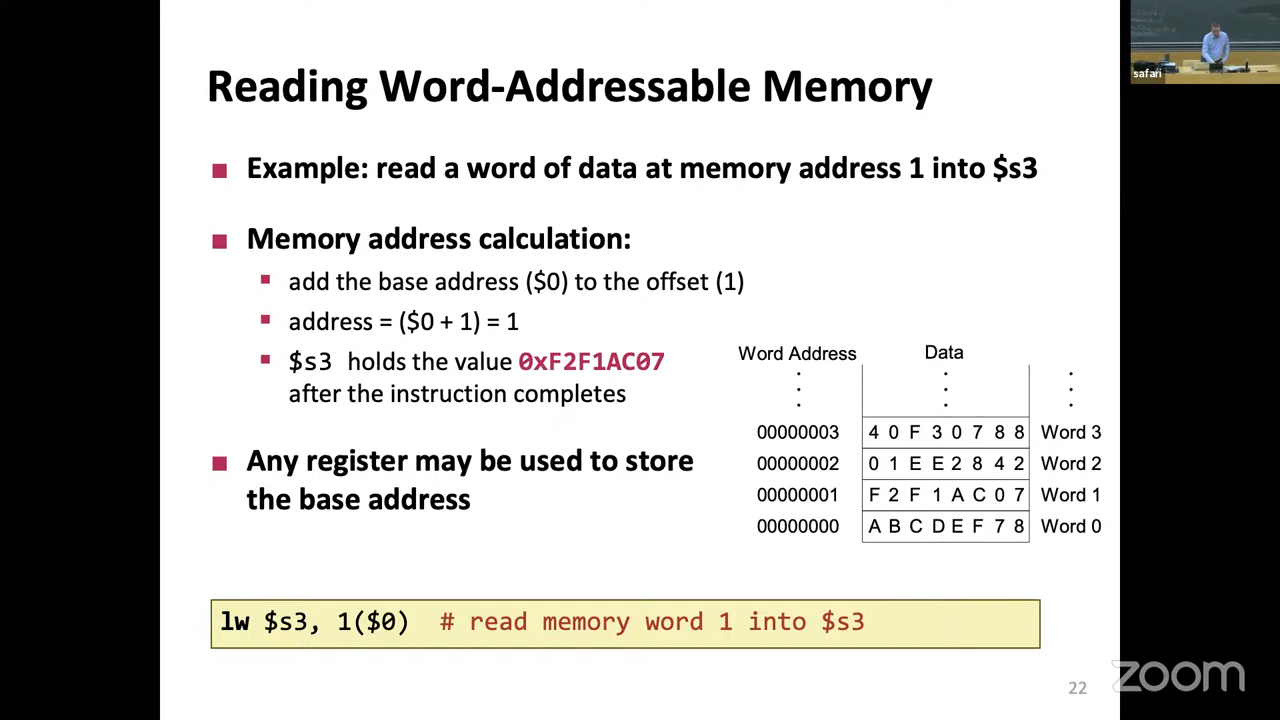 Reading Word-Addressable Memory
Example: read a word of data at memory address 1 into $s3
Memory address calculation:
add the base address ($0) to the offset (1)
address = ($0 + 1) = 1
$s3 holds the value 0xF2F1AC07
after the instruction completes
Any register may be used to store
the base address
Word Address Data
00000003 4 0 F 3 0 7 8 8 Word 3
00000002 0 1 E E 2 8 4 2 Word 2
00000001 F 2 F 1 A C 0 7 Word 1
00000000 A B C D E F 7 8 Word 0
lw $s3, 1($0) # read memory word 1 into $s3
22
zoom
safari